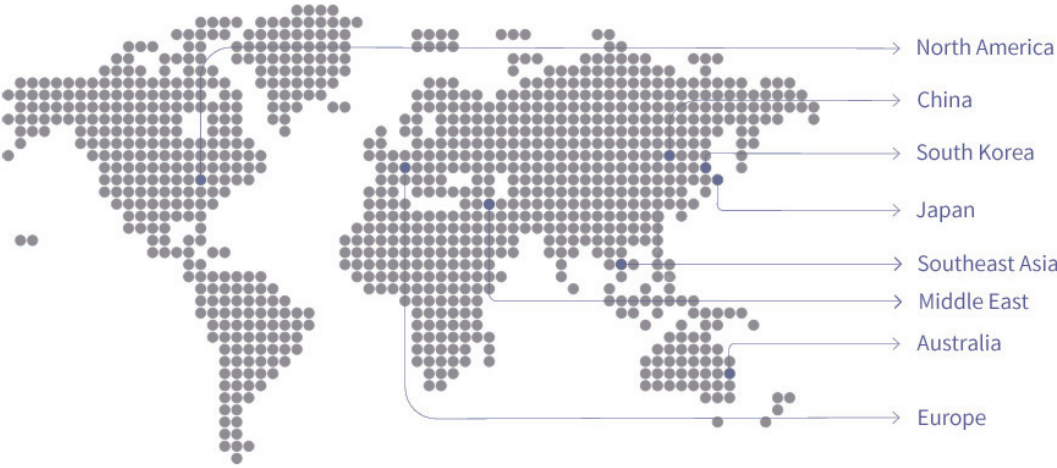 North America
China
South Korea
Japan
Southeast Asia
Middle East
Australia
Europe